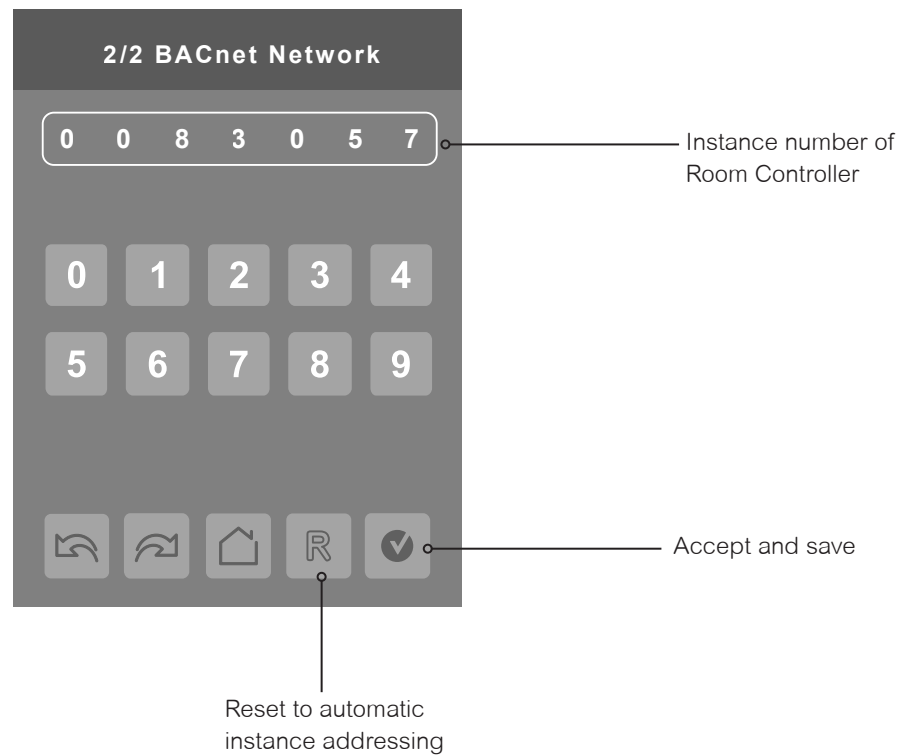 2/2 BACnet Network
0 0 8 3 0 5 7
Instance number of
Room Controller
0 1 2 3 4
5 6 7 8 9
R
Accept and save
Reset to automatic
instance addressing